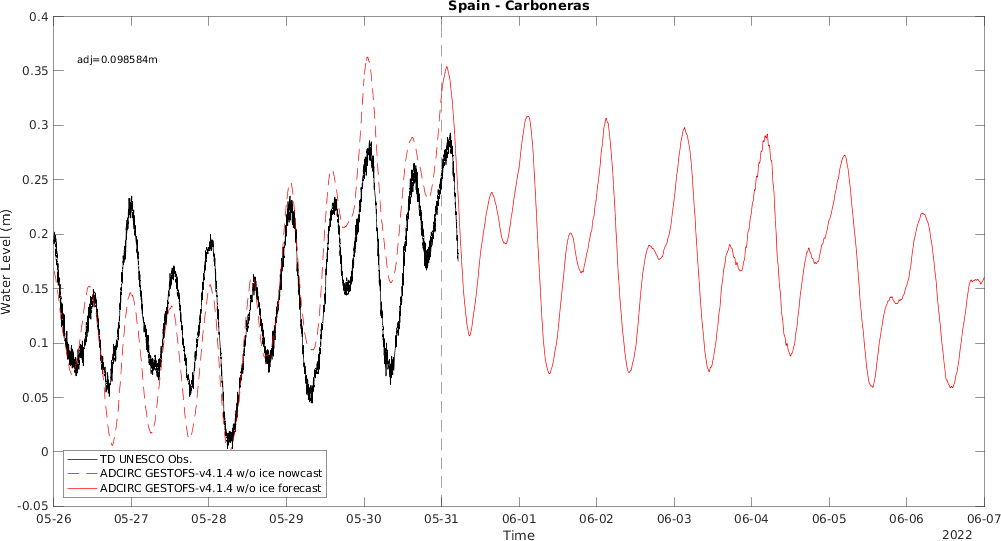 Spain - Carboneras
adj=0.098584m
Water Level (m)
0.4
0.35
0.3
0.25
0.2
0.15
0.1
0.05
0
-0.05
TD UNESCO Obs.
ADCIRC GESTOFS-v4.1.4 w/o ice nowcast
ADCIRC GESTOFS-v4.1.4 w/o ice forecast
05-26 05-27 05-28 05-29 05-30 05-31 06-01 06-02 06-03 06-04 06-05 06-06 06-07
Time
2022